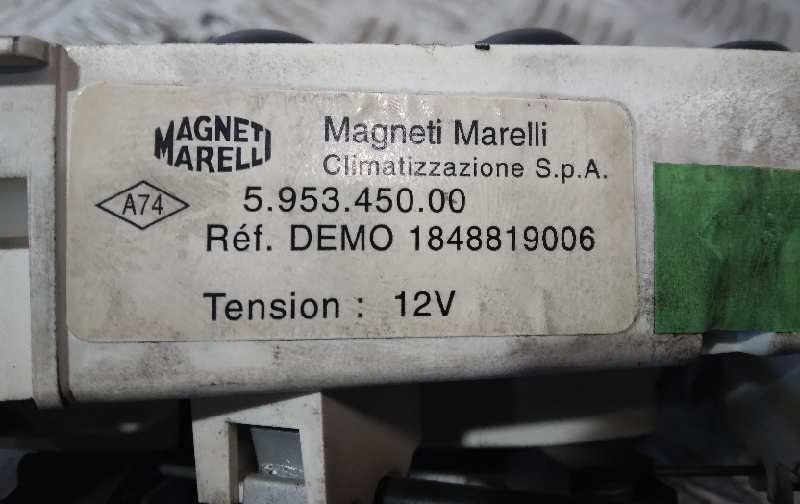 MAGNETI
MARELLI
Magneti Marelli
Climatizzazione S.p.A.
A74
5.953.450.00
Réf. DEMO 1848819006
Tension : 12V